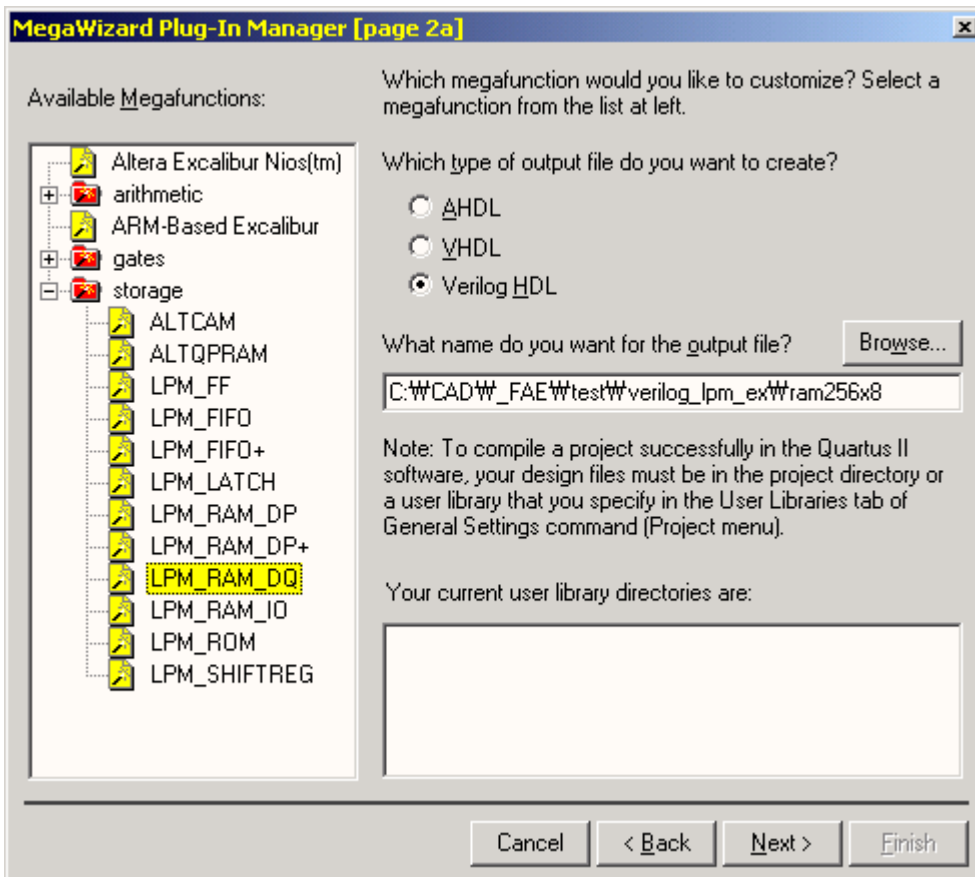 MegaWizard Plug-In Manager [page 2a]
Available Megafunctions:
Altera Excalibur Nios(tm)
arithmetic
ARM-Based Excalibur
gates
storage
ALTCAM
ALTQPRAM
LPM_FF
LPM_FIFO
LPM_FIFO+
LPM_LATCH
LPM_RAM_DP
LPM_RAM_DP+
LPM_RAM_DQ
LPM_RAM_IO
LPM_ROM
LPM_SHIFTREG
Which megafunction would you like to customize? Select a
megafunction from the list at left.
Which type of output file do you want to create?
AHDL
VHDL
Verilog HDL
What name do you want for the output file?
Browse...
C:₩CAD₩_FAE₩test₩verilog_lpm_ex₩ram256x8
Note: To compile a project successfully in the Quartus II
software, your design files must be in the project directory or
a user library that you specify in the User Libraries tab of
General Settings command (Project menu).
Your current user library directories are:
Cancel
< Back
Next >
Finish